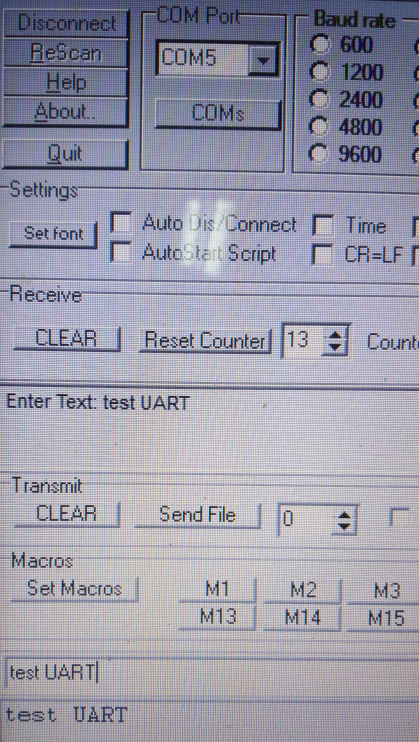 Disconnect
ReScan
Help
About..
Quit
COM Port
COM5
COMs
Baud rate
600
1200
2400
4800
9600
Settings
Set font
Auto Dis/Connect
Time
AutoStart Script
CR=LF
Receive
CLEAR
Reset Counter
13
Count
Enter Text: test UART
Transmit
CLEAR
Send File
0
Macros
Set Macros
M1
M2
M3
M13
M14
M15
test UART
test UART